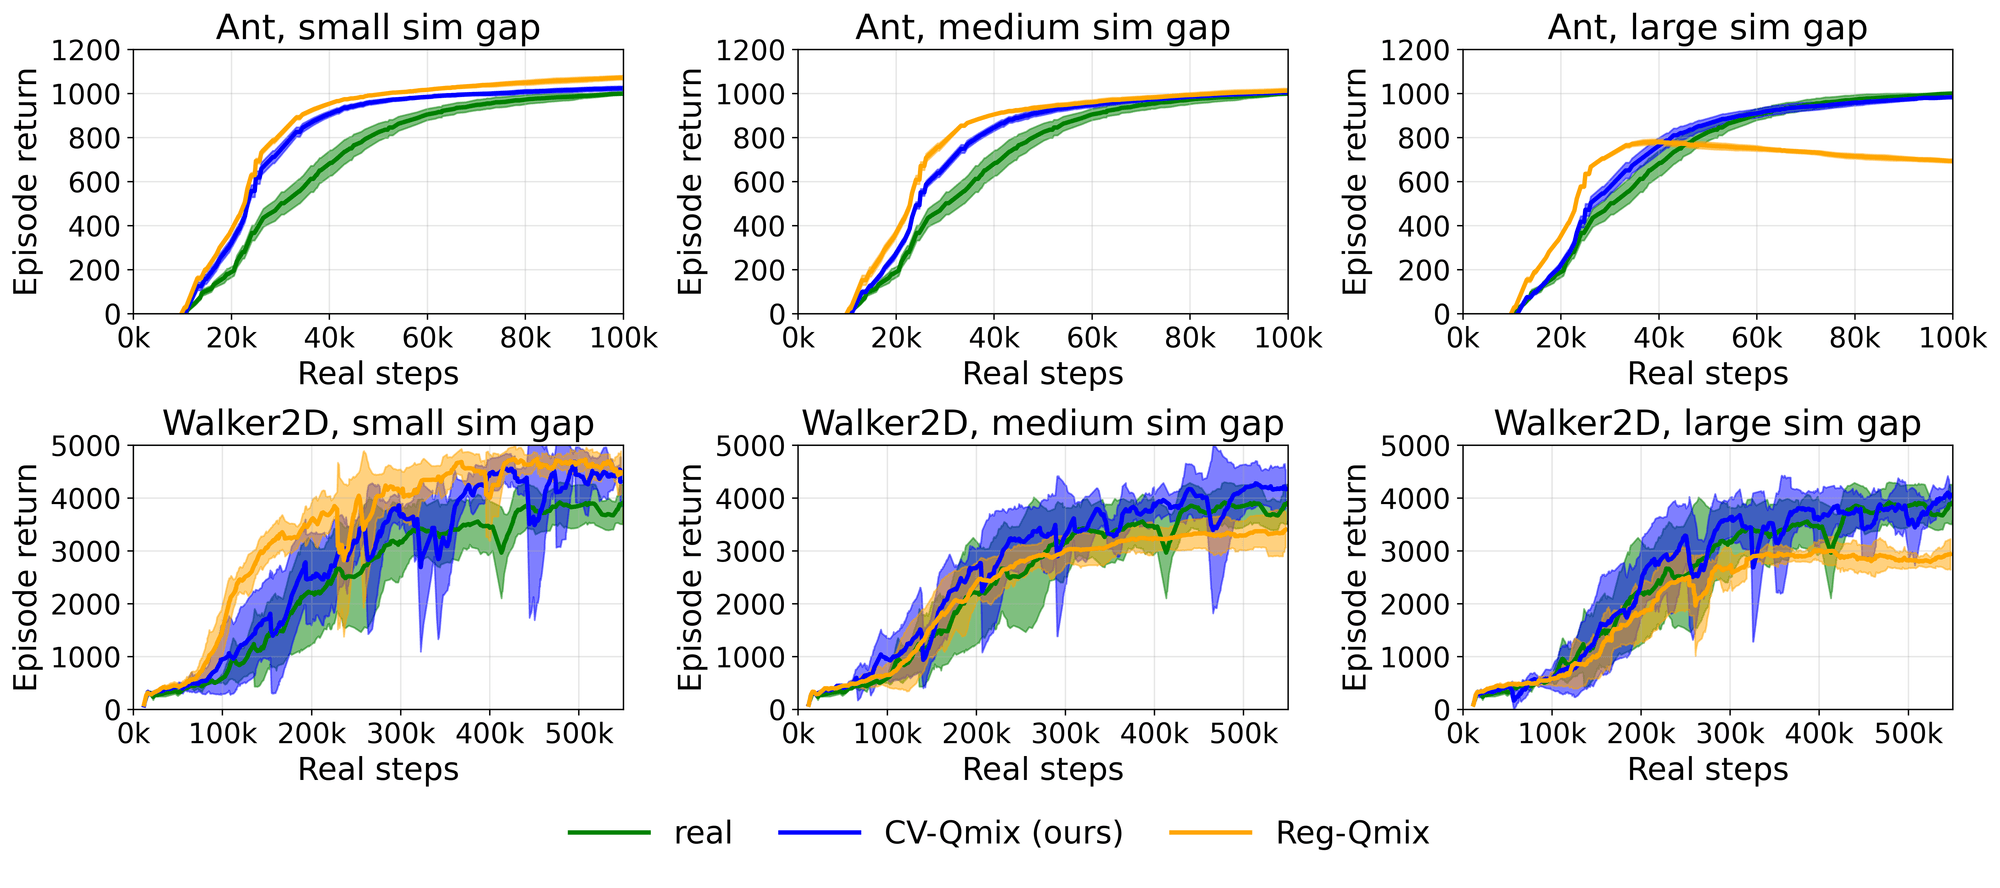 Ant, small sim gap
Ant, medium sim gap
Ant, large sim gap
Episode return
1200
1000
800
600
400
200
0
0k 20k 40k 60k 80k 100k
Real steps
Episode return
1200
1000
800
600
400
200
0
0k 20k 40k 60k 80k 100k
Real steps
Episode return
1200
1000
800
600
400
200
0
0k 20k 40k 60k 80k 100k
Real steps
Walker2D, small sim gap
Walker2D, medium sim gap
Walker2D, large sim gap
Episode return
5000
4000
3000
2000
1000
0
0k 100k 200k 300k 400k 500k
Real steps
Episode return
5000
4000
3000
2000
1000
0
0k 100k 200k 300k 400k 500k
Real steps
Episode return
5000
4000
3000
2000
1000
0
0k 100k 200k 300k 400k 500k
Real steps
real CV-Qmix (ours) Reg-Qmix